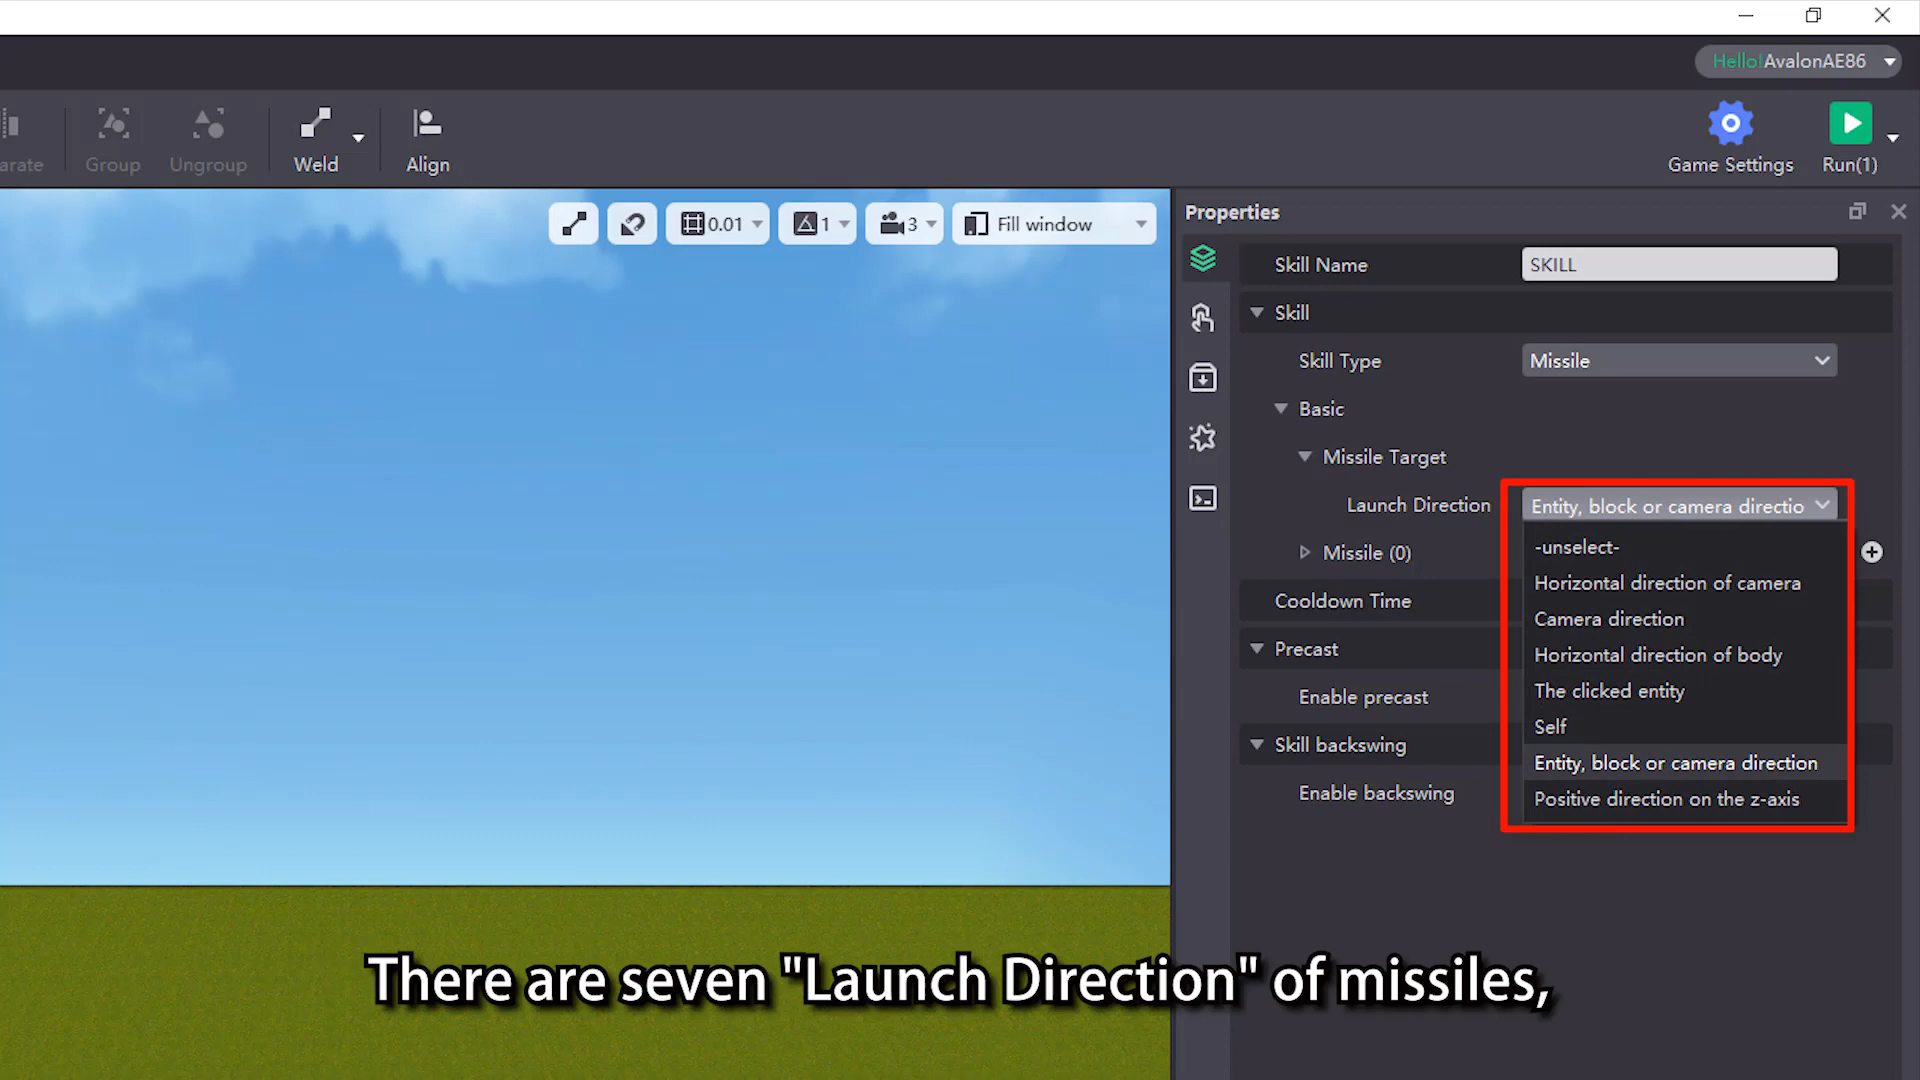 Hello!AvalonAE86
arate
Group
Ungroup
Weld
Align
Game Settings
Run(1)
0.01
1
3
Fill window
Properties
Skill Name
SKILL
Skill
Skill Type
Missile
Basic
Missile Target
Launch Direction
Entity, block or camera directio
-unselect-
Missile (0)
Horizontal direction of camera
Cooldown Time
Camera direction
Precast
Horizontal direction of body
Enable precast
The clicked entity
Self
Skill backswing
Entity, block or camera direction
Enable backswing
Positive direction on the z-axis
There are seven "Launch Direction" of missiles,